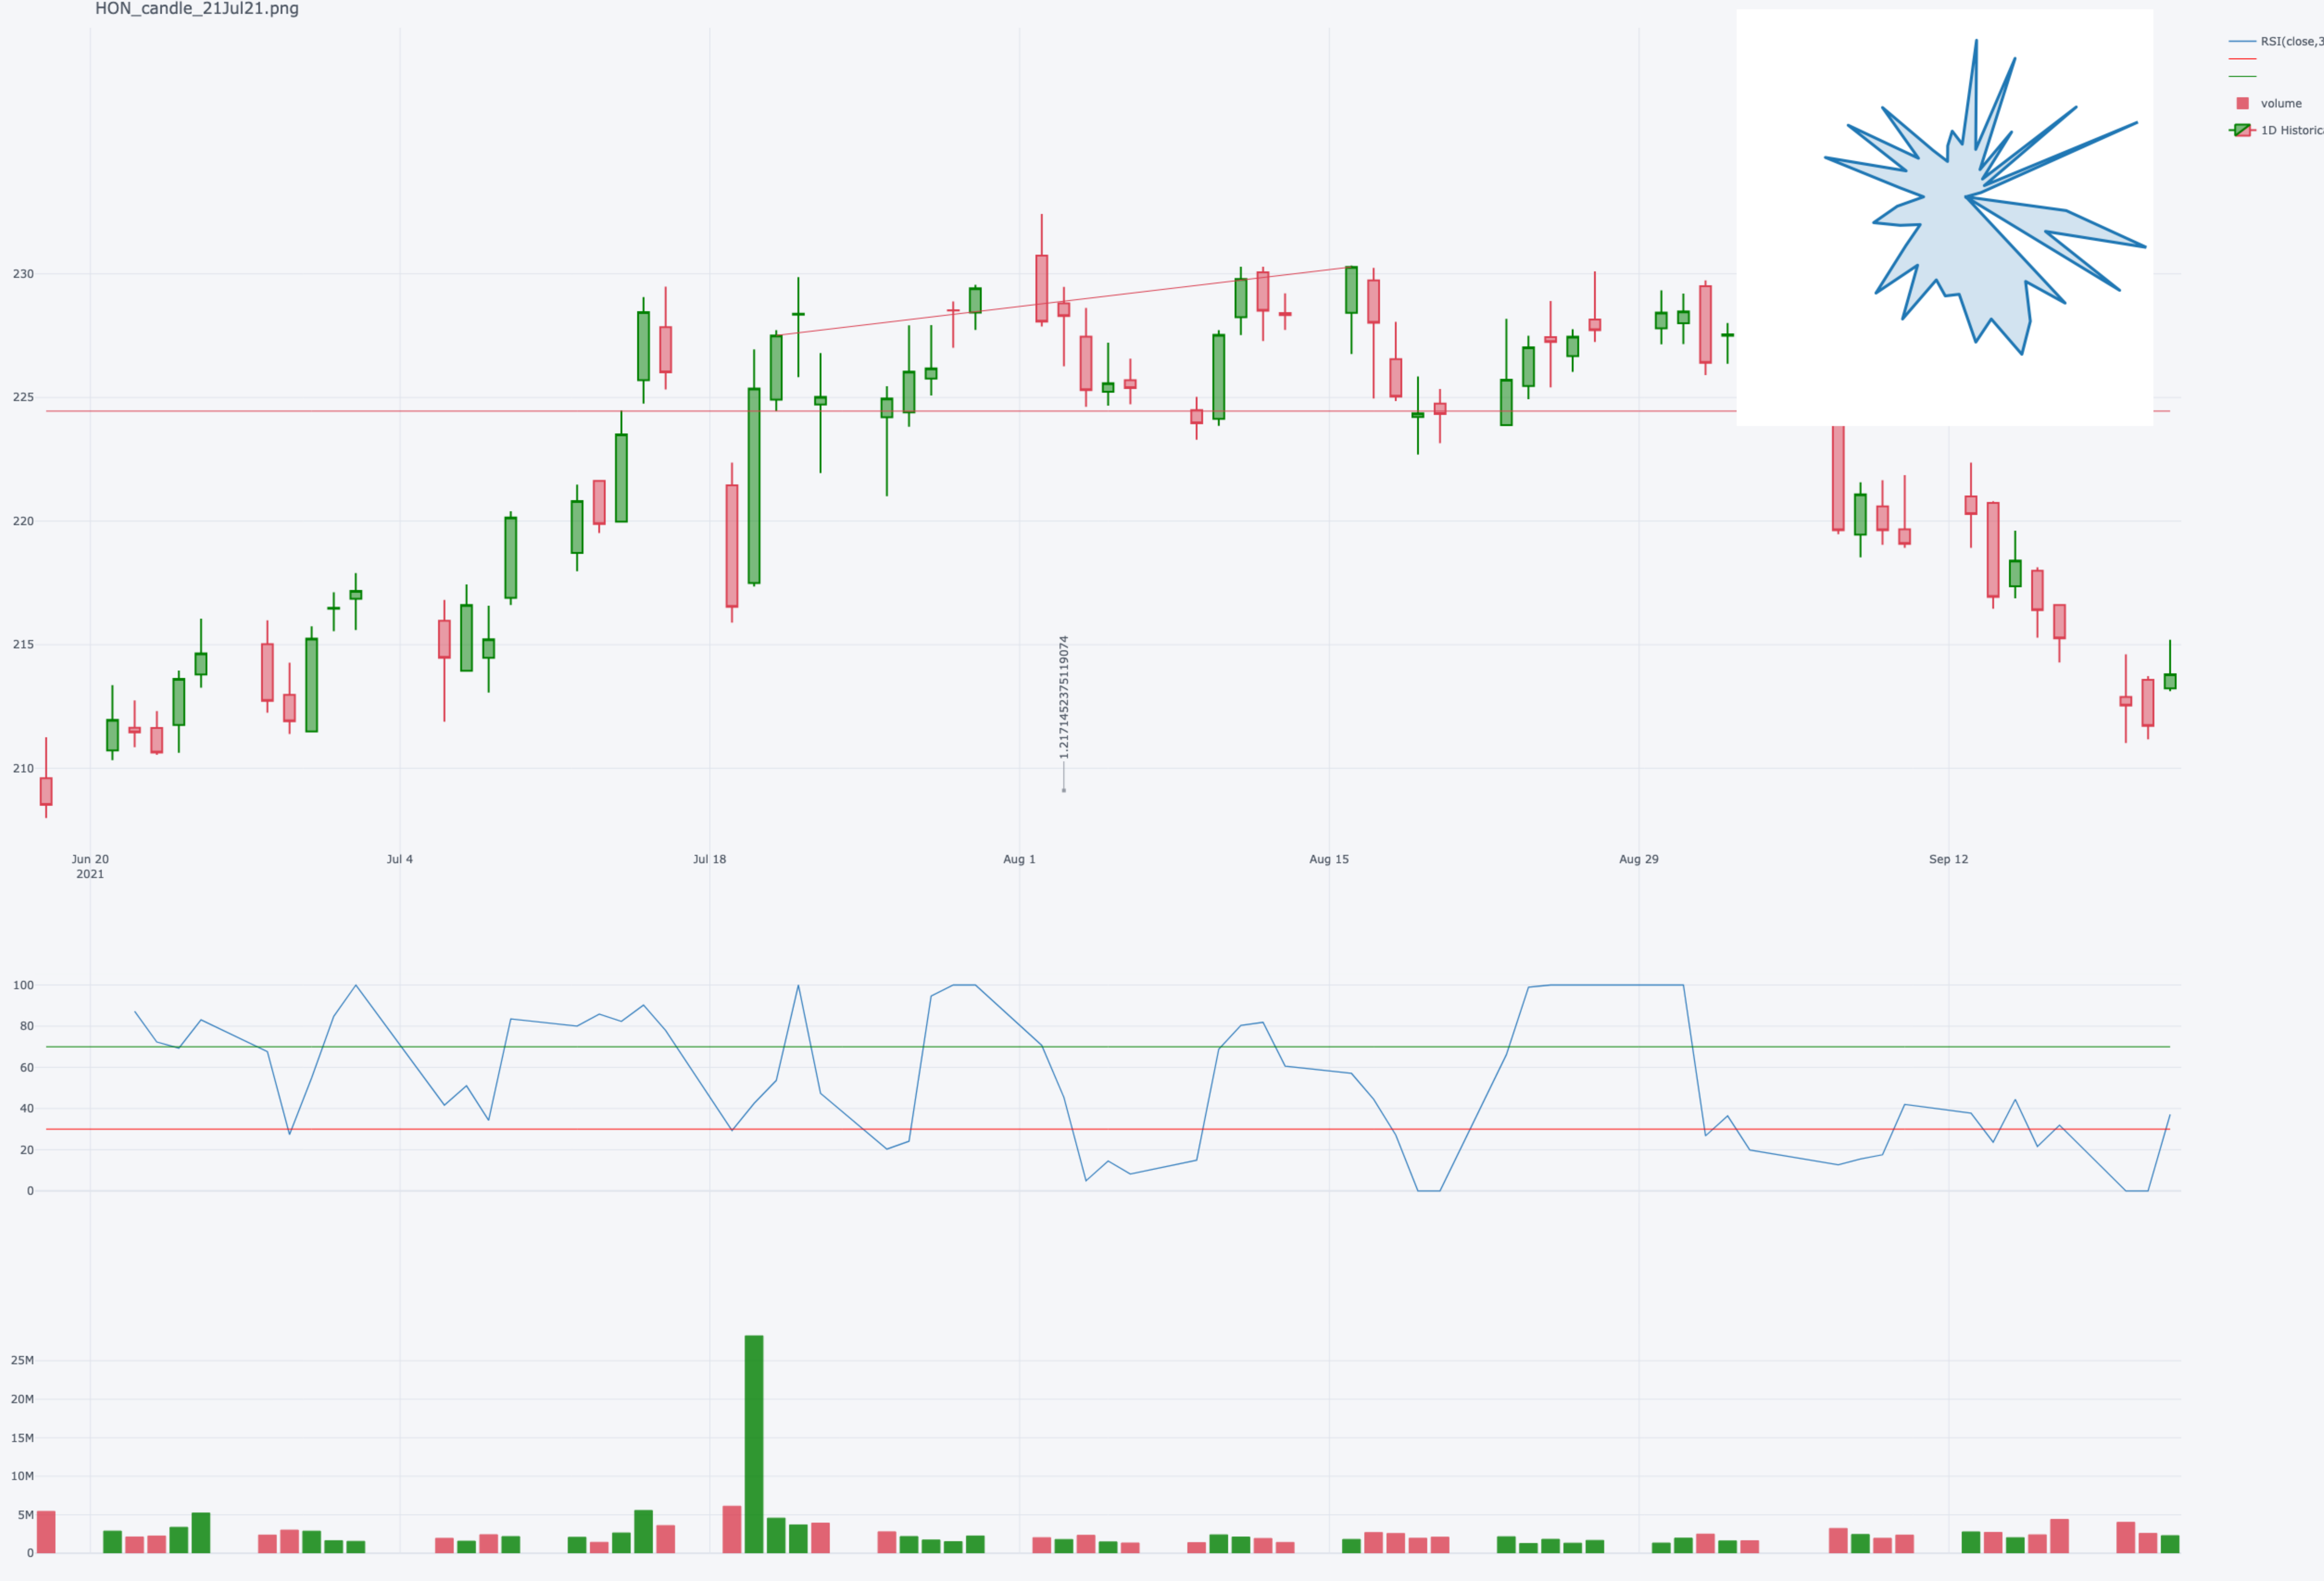 HON_candle_21Jul21.png
RSI(close,3
volume
1D Historic
230
225
220
215
210
1.217145237519074
Jun 20
2021
Jul 4
Jul 18
Aug 1
Aug 15
Aug 29
Sep 12
100
80
60
40
20
0
25M
20M
15M
10M
5M
0